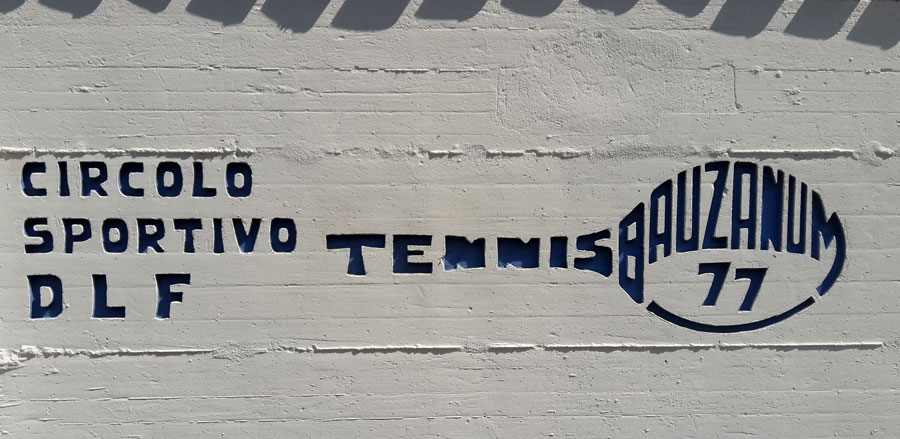 CIRCOLO
SPORTIVO
DLF
TENNIS BAUZANUM
77